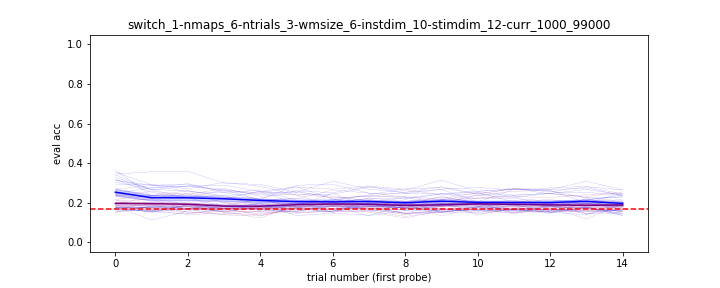 switch_1-nmaps_6-ntrials_3-wmsize_6-instdim_10-stimdim_12-curr_1000_99000
1.0
0.8
0.6
0.4
0.2
0.0
eval acc
0 2 4 6 8 10 12 14
trial number (first probe)